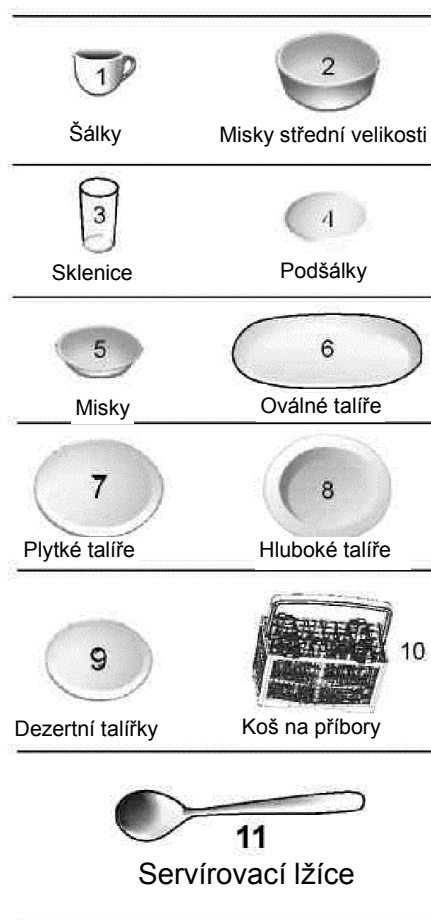 1
Šálky
2
Misky střední velikosti
3
Sklenice
4
Podšálky
5
Misky
6
Oválné talíře
7
Plytké talíře
8
Hluboké talíře
9
Dezertní talířky
10
Koš na příbory
11
Servírovací lžíce